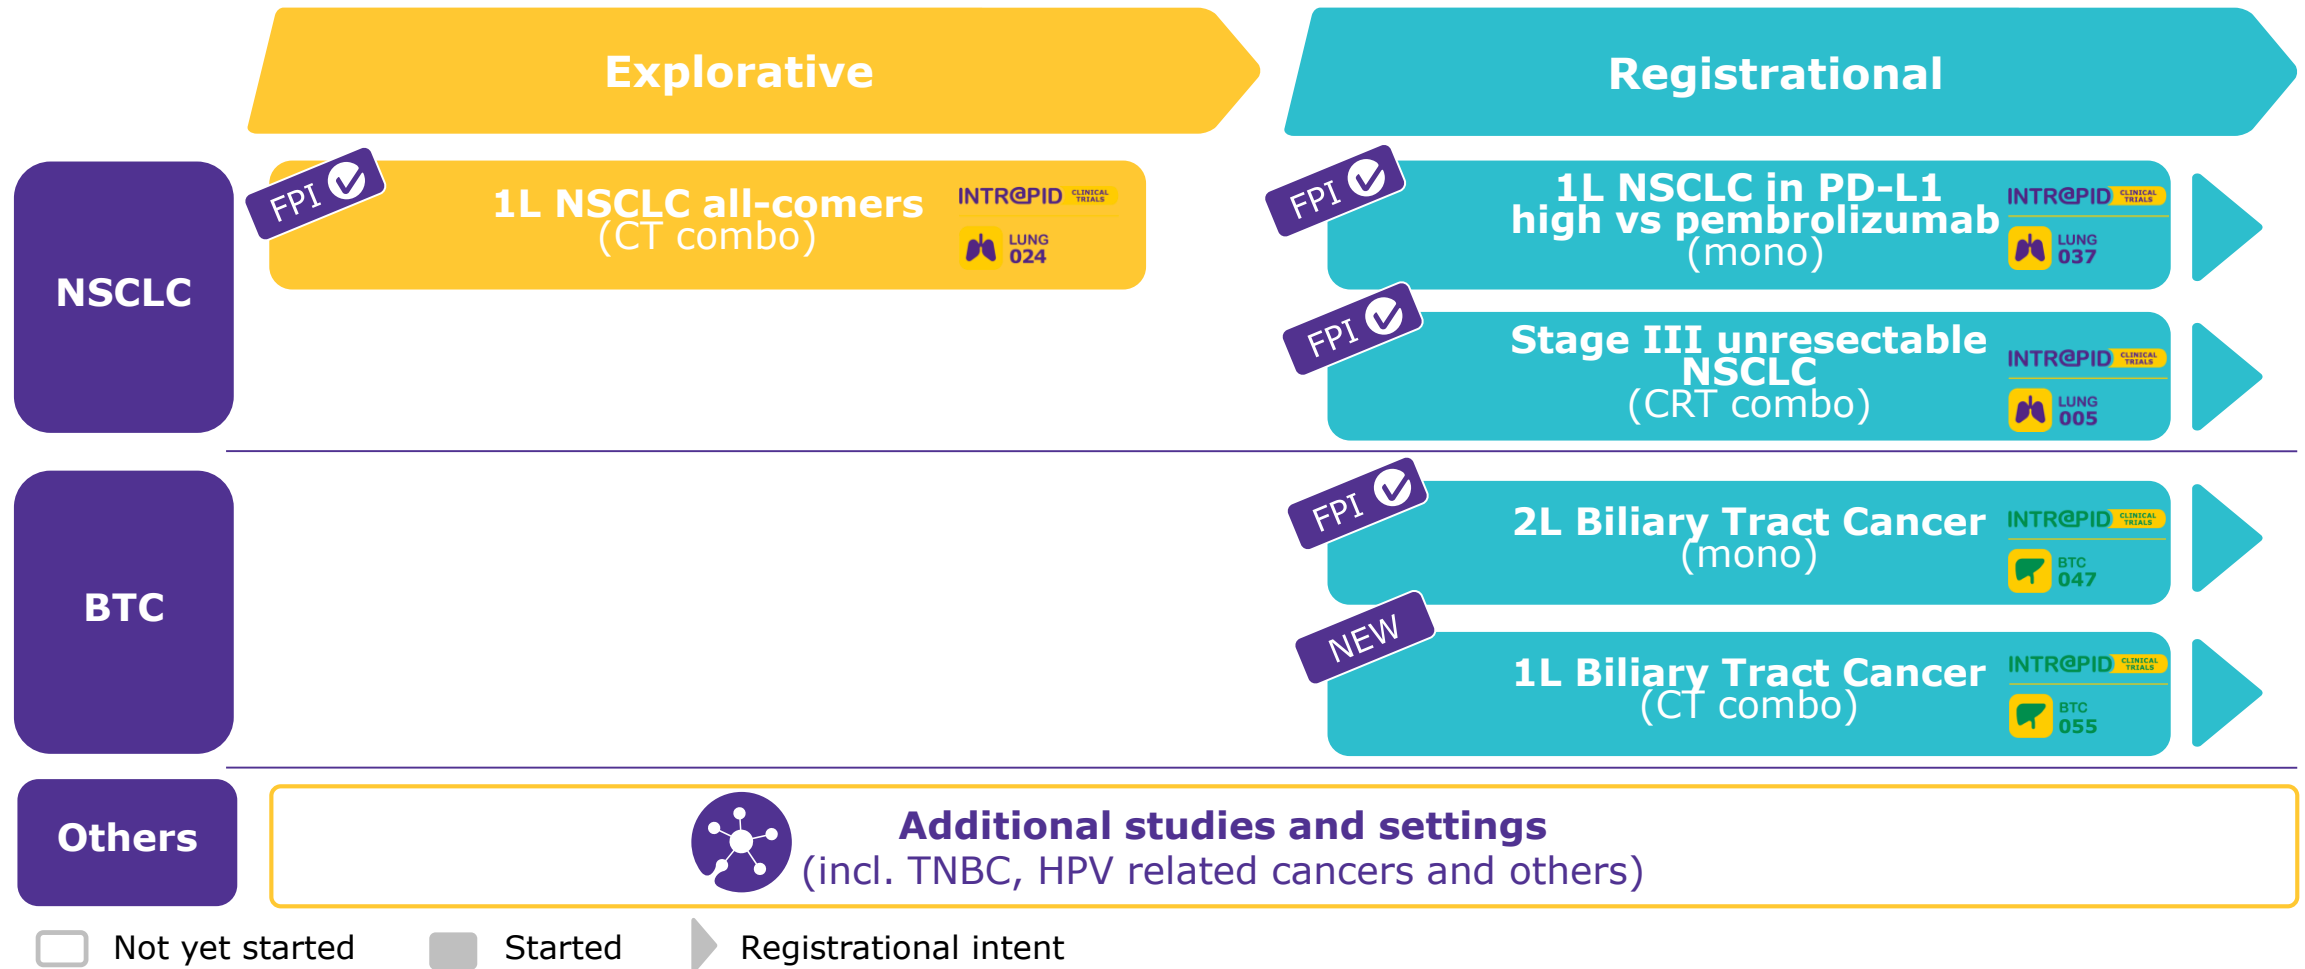 Explorative
Registrational
NSCLC
FPI
1L NSCLC all-comers
(CT combo)
INTR@PID CLINICAL TRIALS
LUNG
024
FPI
1L NSCLC in PD-L1
high vs pembrolizumab
(mono)
INTR@PID CLINICAL TRIALS
LUNG
037
FPI
Stage III unresectable
NSCLC
(CRT combo)
INTR@PID CLINICAL TRIALS
LUNG
005
BTC
FPI
2L Biliary Tract Cancer
(mono)
INTR@PID CLINICAL TRIALS
BTC
047
NEW
1L Biliary Tract Cancer
(CT combo)
INTR@PID CLINICAL TRIALS
BTC
055
Others
Additional studies and settings
(incl. TNBC, HPV related cancers and others)
Not yet started
Started
Registrational intent